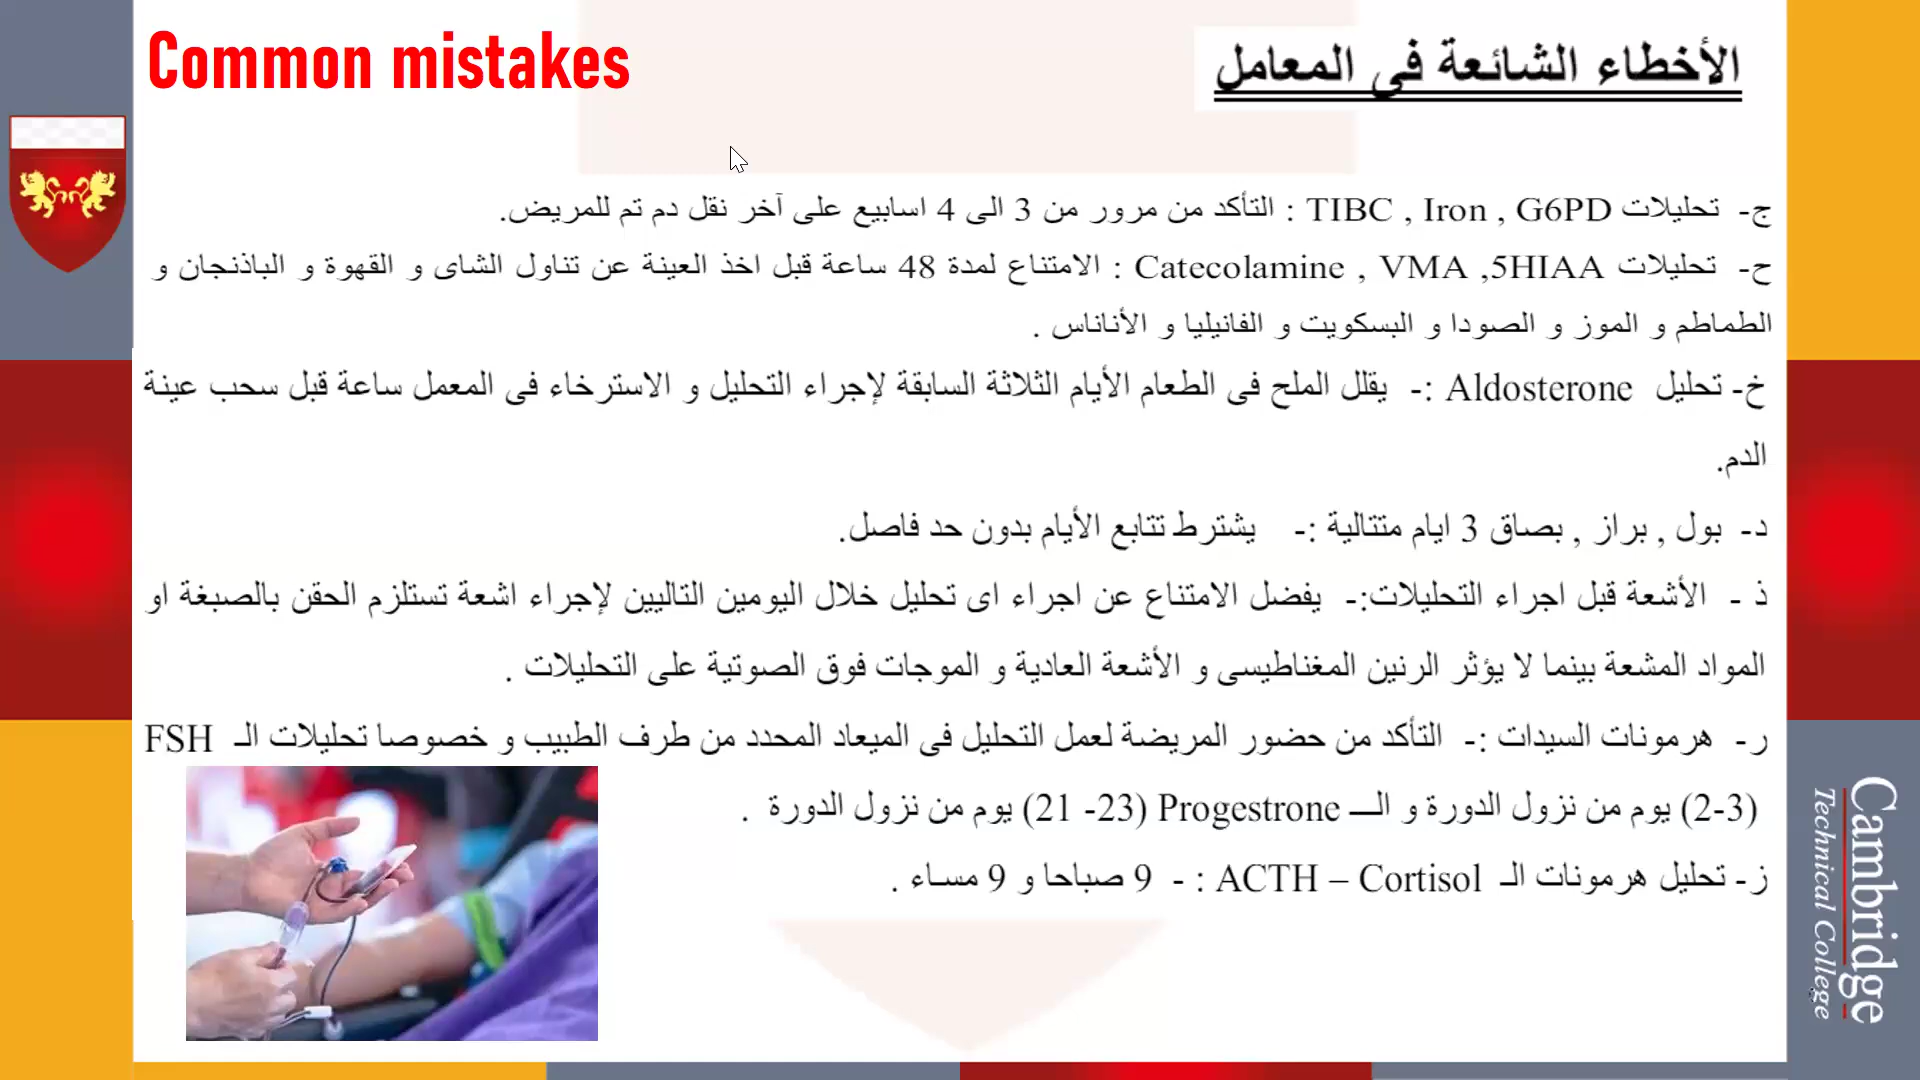 Common mistakes
الأخطاء الشائعة فى المعامل
ج- تحليلات TIBC , Iron , G6PD : التأكد من مرور من 3 الى 4 اسابيع على آخر نقل دم تم للمريض.
ح- تحليلات Catecolamine , VMA ,5HIAA : الامتناع لمدة 48 ساعة قبل اخذ العينة عن تناول الشاى و القهوة و الباذنجان و
الطماطم و الموز و الصودا و البسكويت و الفانيليا و الأناناس .
خ- تحليل Aldosterone :- يقلل الملح فى الطعام الأيام الثلاثة السابقة لإجراء التحليل و الاسترخاء فى المعمل ساعة قبل سحب عينة
الدم.
د- بول , براز , بصاق 3 ايام متتالية :- يشترط تتابع الأيام بدون حد فاصل.
ذ - الأشعة قبل اجراء التحليلات:- يفضل الامتناع عن اجراء اى تحليل خلال اليومين التاليين لإجراء اشعة تستلزم الحقن بالصبغة او
المواد المشعة بينما لا يؤثر الرنين المغناطيسى و الأشعة العادية و الموجات فوق الصوتية على التحليلات .
ر- هرمونات السيدات :- التأكد من حضور المريضة لعمل التحليل فى الميعاد المحدد من طرف الطبيب و خصوصا تحليلات الـ FSH
(2-3) يوم من نزول الدورة و الـــ Progestrone (21 -23) يوم من نزول الدورة .
ز- تحليل هرمونات الـ ACTH – Cortisol : - 9 صباحا و 9 مساء .
Cambridge
Technical College